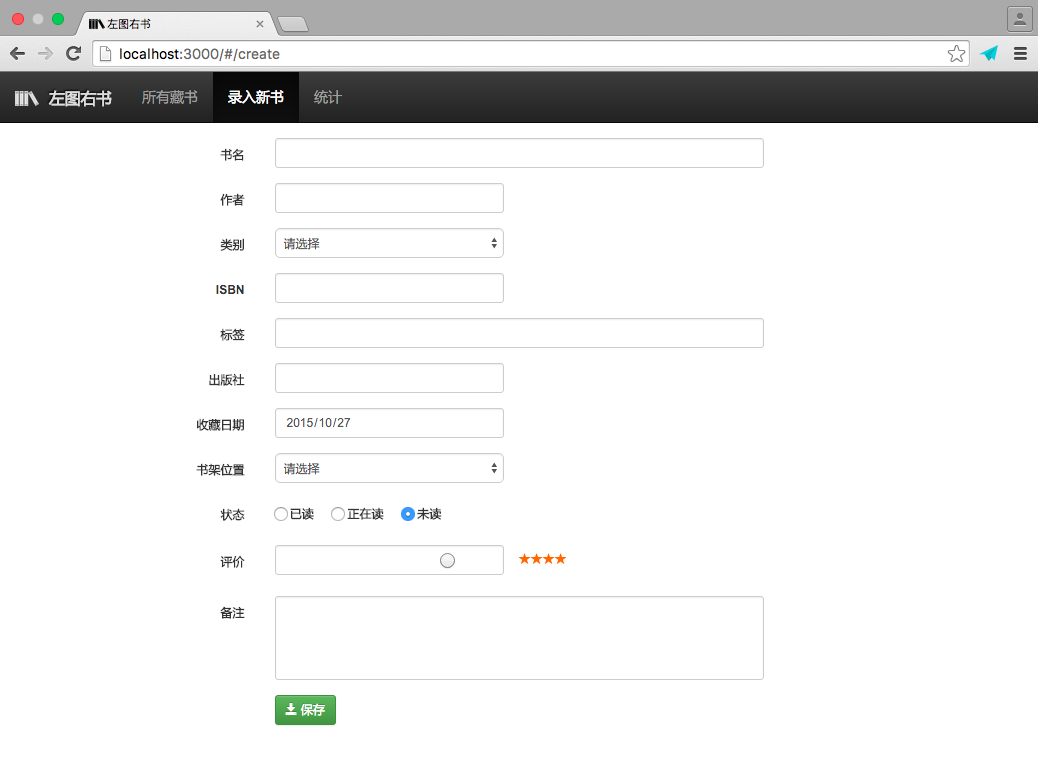 左图右书
localhost:3000/#/create
左图右书 所有藏书 录入新书 统计
书名
作者
类别 请选择
ISBN
标签
出版社
收藏日期 2015/10/27
书架位置 请选择
状态 已读 正在读 未读
评价 ★★★★
备注
保存